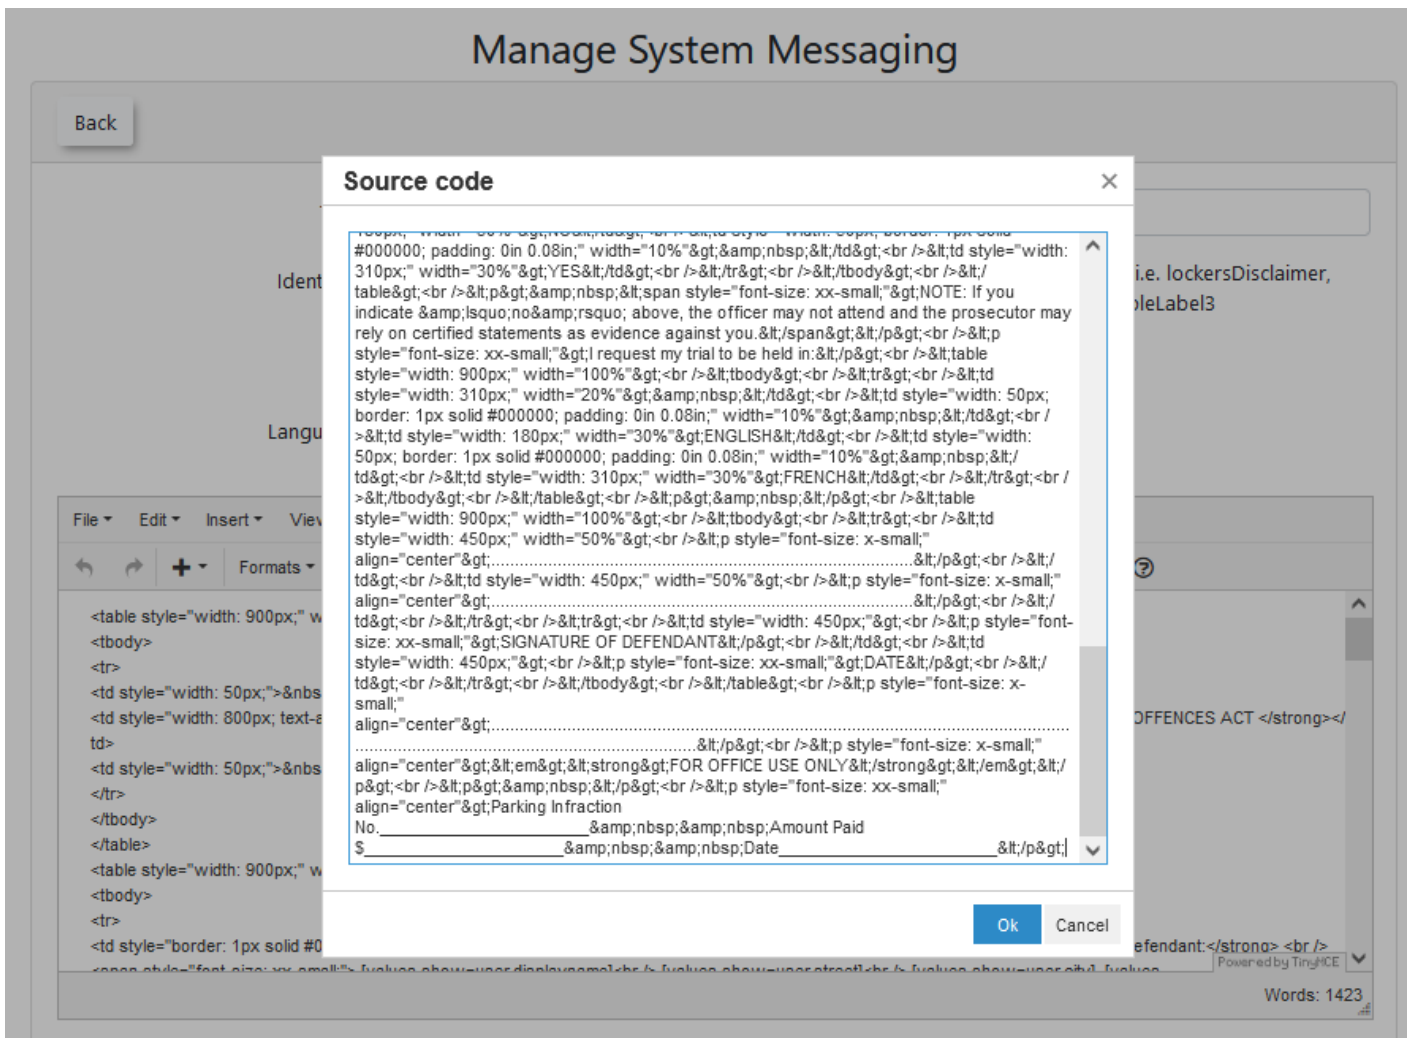 Manage System Messaging
Back
Source code
×
#000000; padding: 0in 0.08in;" width="10%"&gt;&amp;nbsp;&lt;/td&gt;<br />&lt;td style="width:
310px;" width="30%"&gt;YES&lt;/td&gt;<br />&lt;/tr&gt;<br />&lt;/tbody&gt;<br />&lt;/
table&gt;<br />&lt;p&gt;&amp;nbsp;&lt;span style="font-size: xx-small;"&gt;NOTE: If you
indicate &amp;lsquo;no&amp;rsquo; above, the officer may not attend and the prosecutor may
rely on certified statements as evidence against you.&lt;/span&gt;&lt;/p&gt;<br />&lt;p
style="font-size: xx-small;"&gt;I request my trial to be held in:&lt;/p&gt;<br />&lt;table
style="width: 900px;" width="100%"&gt;<br />&lt;tbody&gt;<br />&lt;tr&gt;<br />&lt;td
style="width: 310px;" width="20%"&gt;&amp;nbsp;&lt;/td&gt;<br />&lt;td style="width: 50px;
border: 1px solid #000000; padding: 0in 0.08in;" width="10%"&gt;&amp;nbsp;&lt;/td&gt;<br /
>&lt;td style="width: 180px;" width="30%"&gt;ENGLISH&lt;/td&gt;<br />&lt;td style="width:
50px; border: 1px solid #000000; padding: 0in 0.08in;" width="10%"&gt;&amp;nbsp;&lt;/
td&gt;<br />&lt;td style="width: 310px;" width="30%"&gt;FRENCH&lt;/td&gt;<br />&lt;/tr&gt;<br /
>&lt;/tbody&gt;<br />&lt;/table&gt;<br />&lt;p&gt;&amp;nbsp;&lt;/p&gt;<br />&lt;table
style="width: 900px;" width="100%"&gt;<br />&lt;tbody&gt;<br />&lt;tr&gt;<br />&lt;td
style="width: 450px;" width="50%"&gt;<br />&lt;p style="font-size: x-small;"
align="center"&gt;..........................................................................................&lt;/p&gt;<br />&lt;/
td&gt;<br />&lt;td style="width: 450px;" width="50%"&gt;<br />&lt;p style="font-size: x-small;"
align="center"&gt;..........................................................................................&lt;/p&gt;<br />&lt;/
td&gt;<br />&lt;/tr&gt;<br />&lt;tr&gt;<br />&lt;td style="width: 450px;"&gt;<br />&lt;p style="font-
size: xx-small;"&gt;SIGNATURE OF DEFENDANT&lt;/p&gt;<br />&lt;/td&gt;<br />&lt;td
style="width: 450px;"&gt;<br />&lt;p style="font-size: xx-small;"&gt;DATE&lt;/p&gt;<br />&lt;/
td&gt;<br />&lt;/tr&gt;<br />&lt;/tbody&gt;<br />&lt;/table&gt;<br />&lt;p style="font-size: x-
small;"
align="center"&gt;............................................................................................................................
.........................................................................&lt;/p&gt;<br />&lt;p style="font-size: x-small;"
align="center"&gt;&lt;em&gt;&lt;strong&gt;FOR OFFICE USE ONLY&lt;/strong&gt;&lt;/em&gt;&lt;/
p&gt;<br />&lt;p&gt;&amp;nbsp;&lt;/p&gt;<br />&lt;p style="font-size: xx-small;"
align="center"&gt;Parking Infraction
No.______________________&amp;nbsp;&amp;nbsp;Amount Paid
$_____________________&amp;nbsp;&amp;nbsp;Date_______________________&lt;/p&gt;
Ok Cancel
i.e. lockersDisclaimer,
File Edit Insert
Formats
<table style="width: 900px;"
<tbody>
<tr>
<td style="width: 50px;">
<td style="width: 800px; OFFENCES ACT </strong></
td>
<td style="width: 50px;">
</tr>
</tbody>
</table>
<table style="width: 900px;"
<tbody>
<tr>
<td style="border: 1px solid
Powered by TinyMCE
Words: 1423